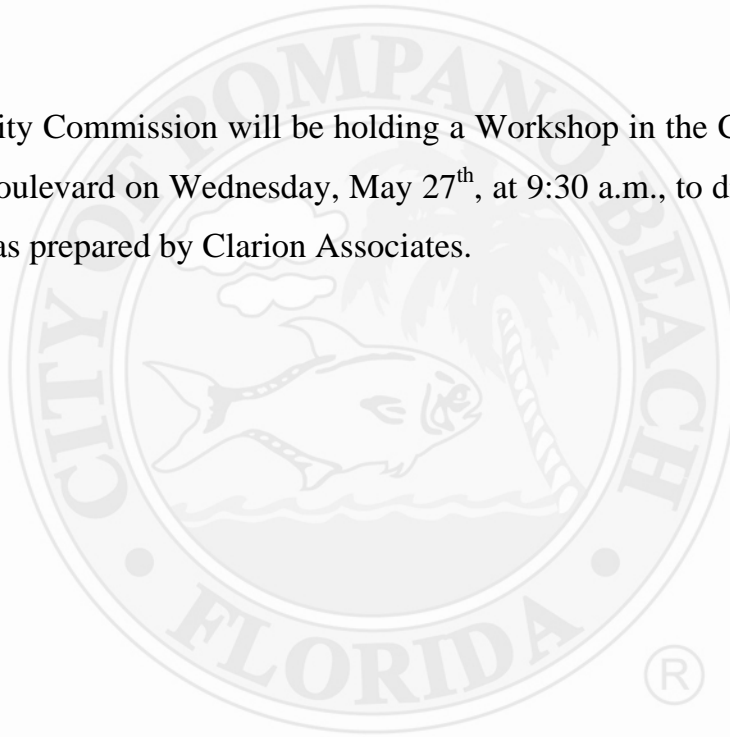 ity Commission will be holding a Workshop in the C
oulevard on Wednesday, May 27th, at 9:30 a.m., to d
as prepared by Clarion Associates.
CITY OF POMPANO BEACH
• FLORIDA •
®